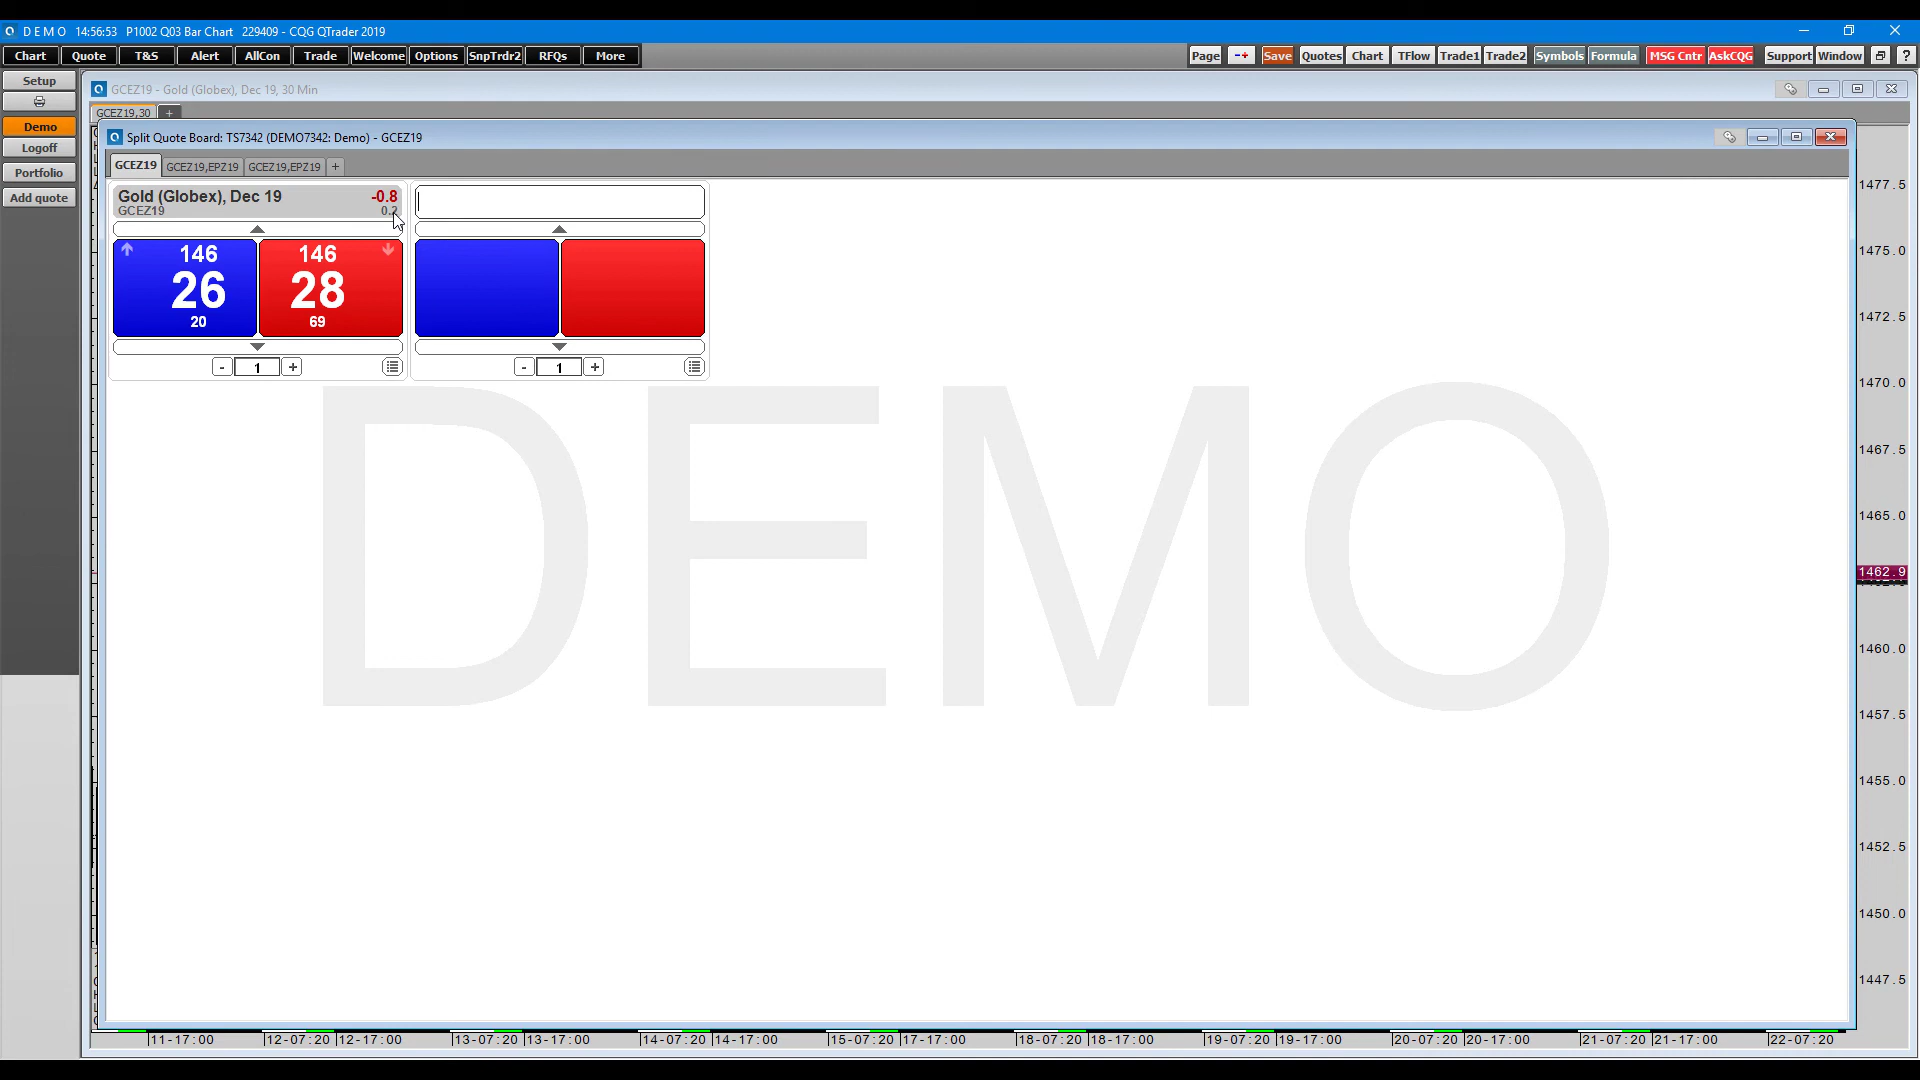 D E M O  14:56:53  P1002 Q03 Bar Chart  229409 - CQG QTrader 2019
Chart Quote T&S Alert AllCon Trade Welcome Options SnpTrdr2 RFQs More Page -+ Save Quotes Chart TFlow Trade1 Trade2 Symbols Formula MSG Cntr AskCQG Support Window ?
Setup
Demo
Logoff
Portfolio
Add quote
GCEZ19 - Gold (Globex), Dec 19, 30 Min
GCEZ19,30 +
Split Quote Board: TS7342 (DEMO7342: Demo) - GCEZ19
GCEZ19 GCEZ19,EPZ19 GCEZ19,EPZ19 +
Gold (Globex), Dec 19 -0.8
GCEZ19 0.2
146 146
26 28
20 69
- 1 + - 1 +
DEMO
1477.5
1475.0
1472.5
1470.0
1467.5
1465.0
1462.9
1460.0
1457.5
1455.0
1452.5
1450.0
1447.5
11-17:00 12-07:20 12-17:00 13-07:20 13-17:00 14-07:20 14-17:00 15-07:20 17-17:00 18-07:20 18-17:00 19-07:20 19-17:00 20-07:20 20-17:00 21-07:20 21-17:00 22-07:20